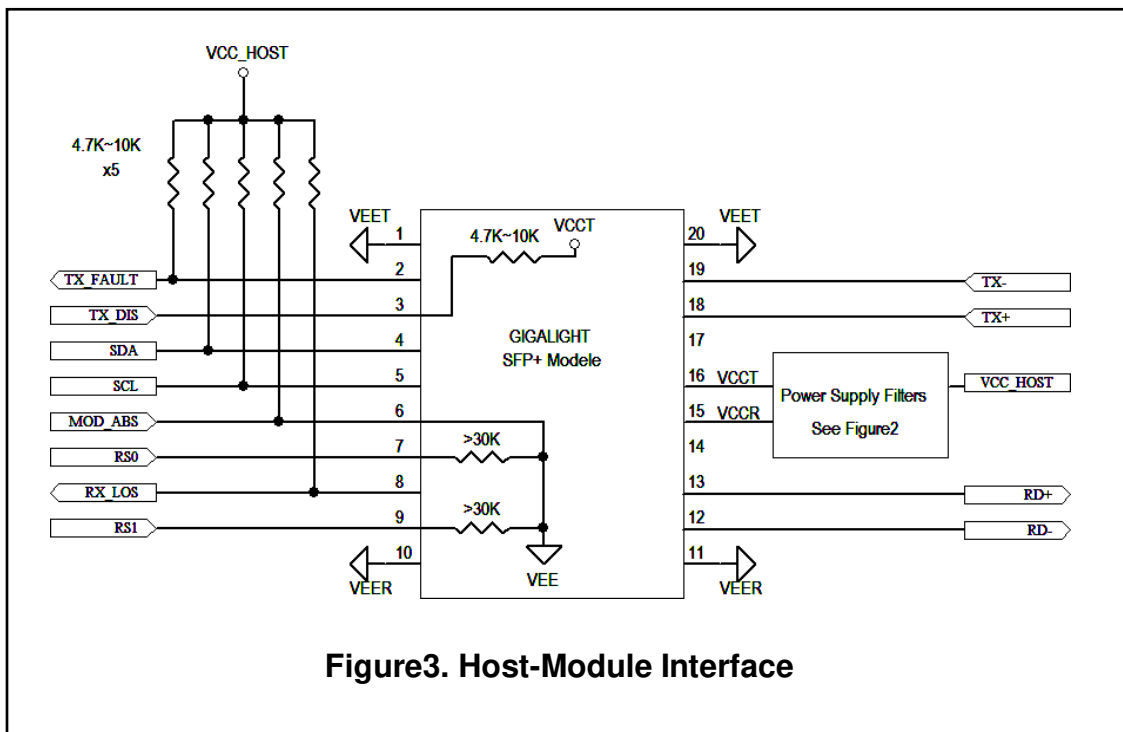 VCC_HOST
4.7K~10K
x5
VEET
1
4.7K~10K
VCCT
20
VEET
TX_FAULT
2
19
TX-
TX_DIS
3
18
TX+
SDA
4
GIGALIGHT
SFP+ Modele
17
SCL
5
16
VCCT
Power Supply Filters
See Figure2
VCC_HOST
MOD_ABS
6
15
VCCR
RS0
7
>30K
14
RX_LOS
8
13
RD+
RS1
9
>30K
12
RD-
10
VEER
VEE
11
VEER
Figure3. Host-Module Interface